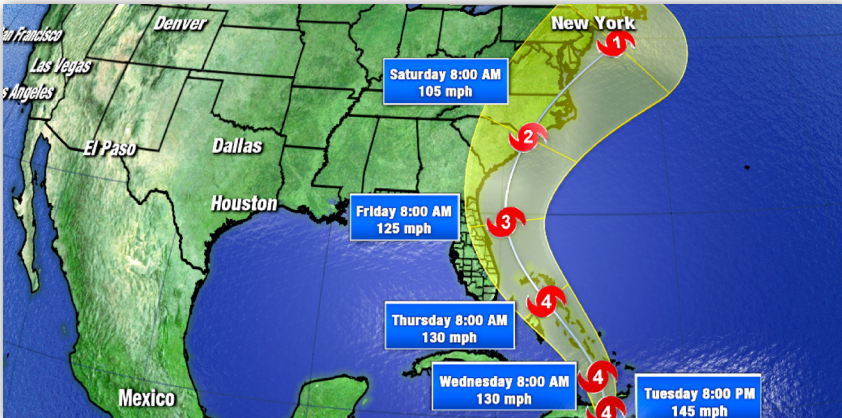 Denver
New York
an Francisco
Las Vegas
s Angeles
El Paso
Dallas
Houston
Mexico
1
Saturday 8:00 AM
105 mph
2
Friday 8:00 AM
125 mph
3
Thursday 8:00 AM
130 mph
4
Wednesday 8:00 AM
130 mph
4
Tuesday 8:00 PM
145 mph
4